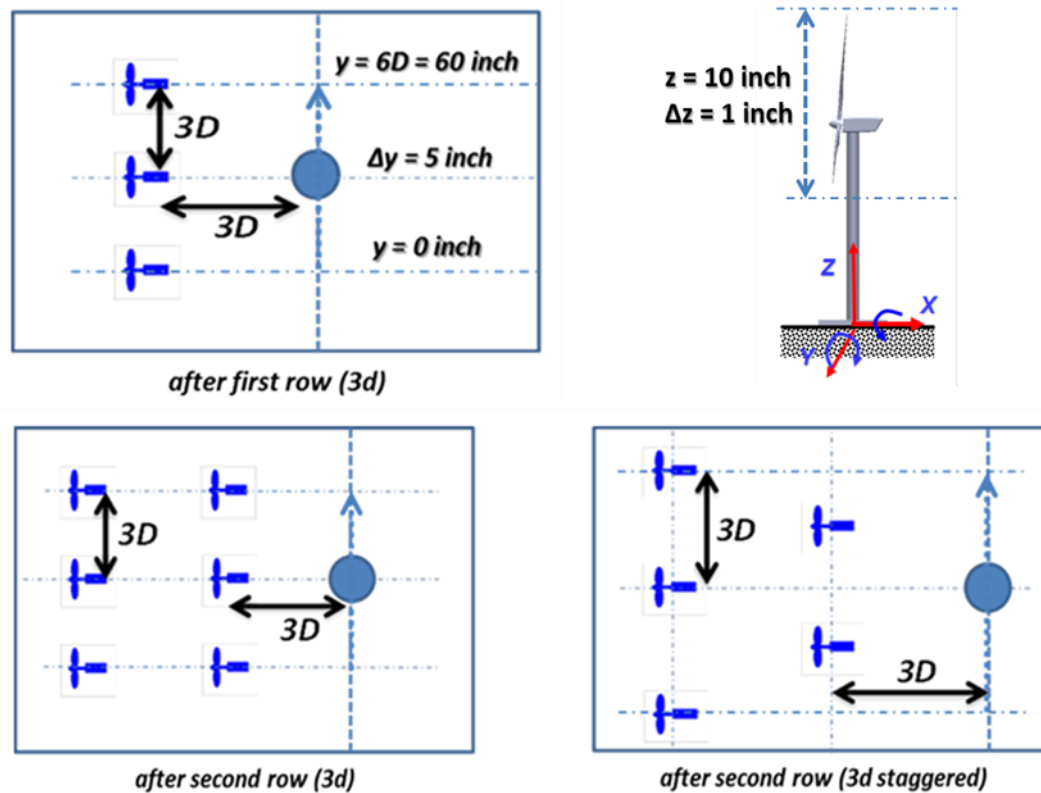 y = 6D = 60 inch
3D
Δy = 5 inch
3D
y = 0 inch
after first row (3d)
z = 10 inch
Δz = 1 inch
Z
X
Y
3D
3D
after second row (3d)
3D
3D
after second row (3d staggered)